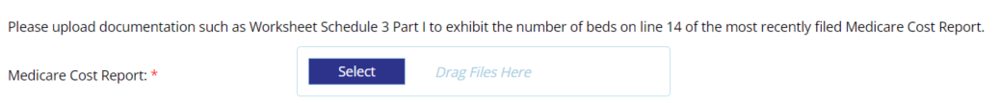 Please upload documentation such as Worksheet Schedule 3 Part I to exhibit the number of beds on line 14 of the most recently filed Medicare Cost Report.
Medicare Cost Report: * Select Drag Files Here